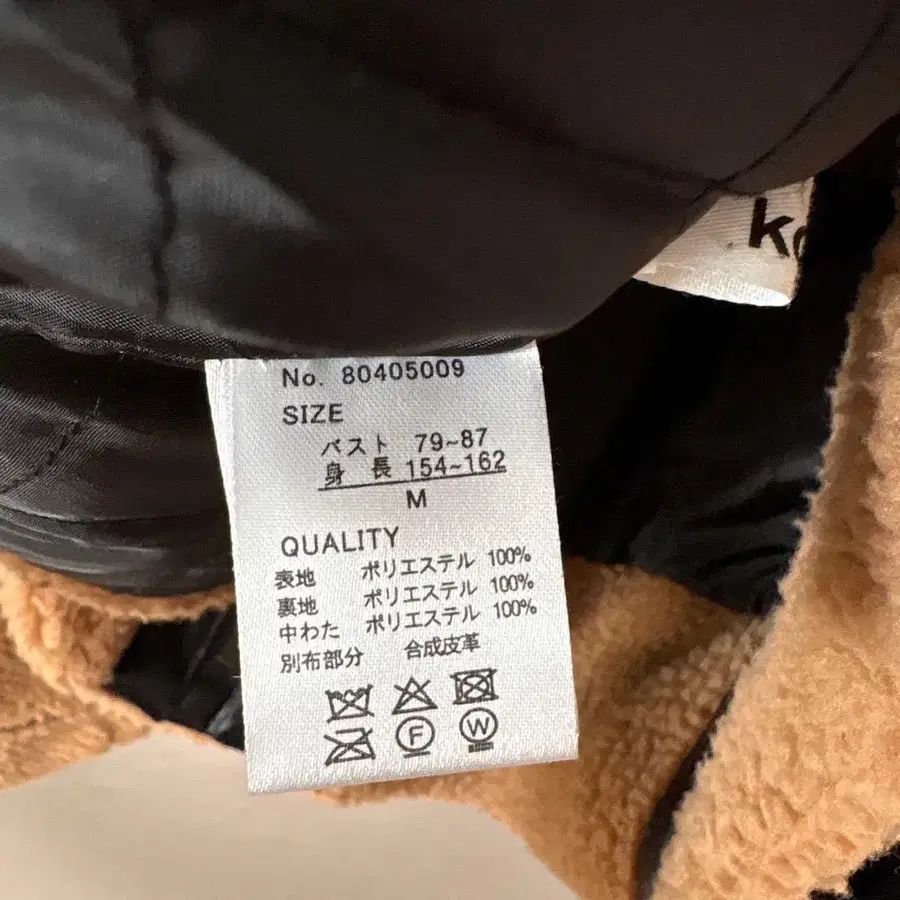 k
No. 80405009
SIZE
バスト 79~87
身長 154~162
M
QUALITY
表地 ポリエステル 100%
裏地 ポリエステル 100%
中わた ポリエステル 100%
別布部分 合成皮革
F W